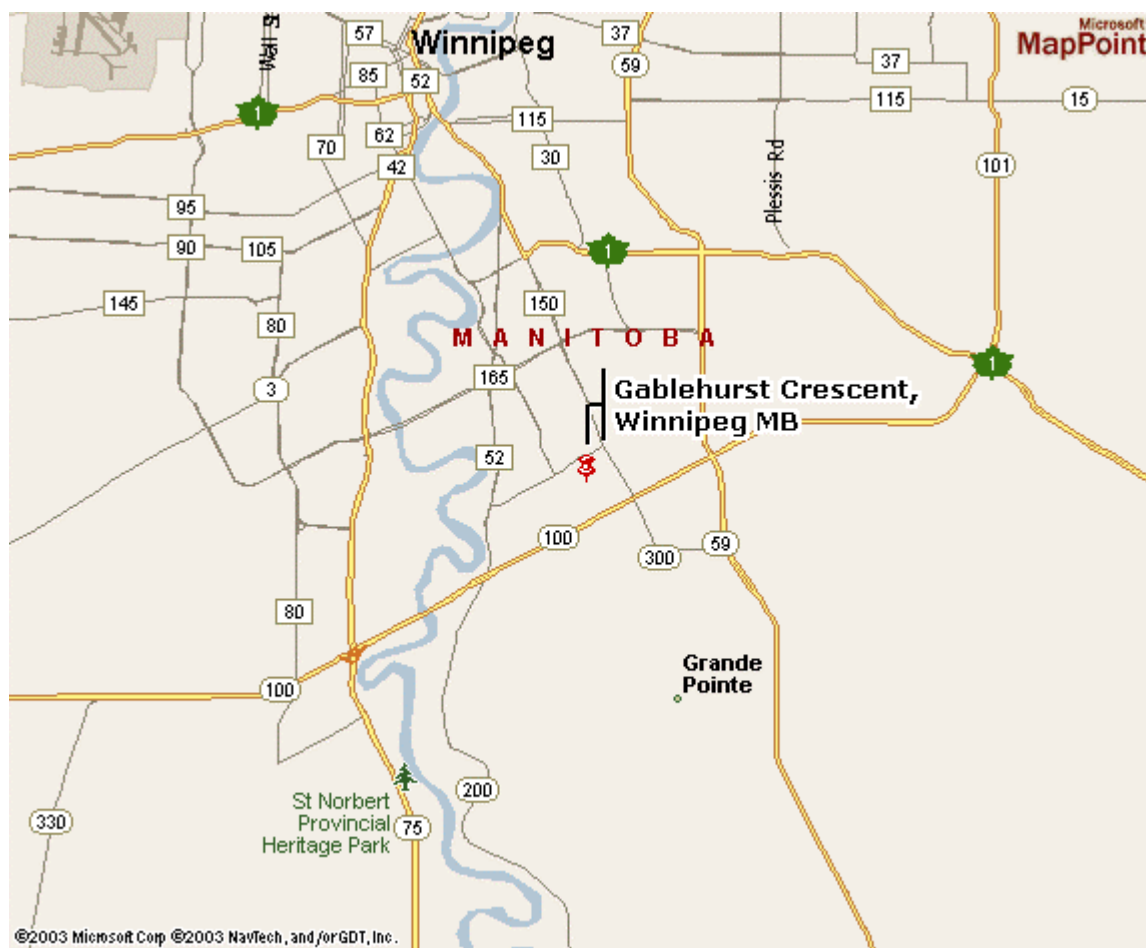 Wall St
57
Winnipeg
37
59
Microsoft
MapPoint
85
52
37
1
115
115
15
62
70
42
30
Plessis Rd
101
95
90
105
1
145
80
150
MANITOBA
3
165
1
Gablehurst Crescent,
Winnipeg MB
52
100
300
59
80
Grande
Pointe
100
St Norbert
Provincial
Heritage Park
200
330
75
©2003 Microsoft Corp ©2003 NavTech, and/or GDT, Inc.